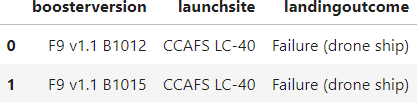 boosterversion launchsite landingoutcome
0 F9 v1.1 B1012 CCAFS LC-40 Failure (drone ship)
1 F9 v1.1 B1015 CCAFS LC-40 Failure (drone ship)